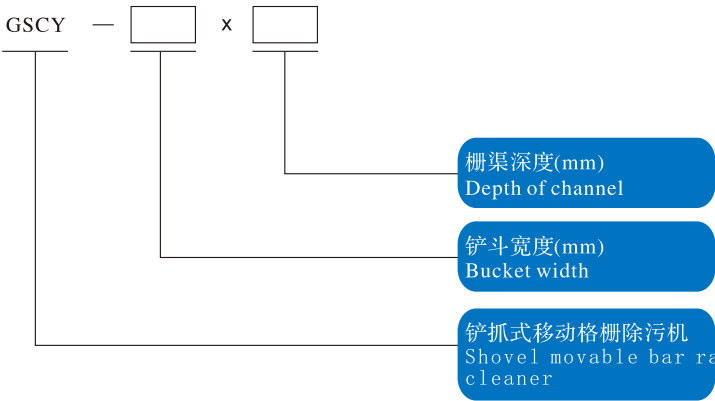 GSCY — x
栅渠深度(mm)
Depth of channel
铲斗宽度(mm)
Bucket width
铲抓式移动格栅除污机
Shovel movable bar ra
cleaner